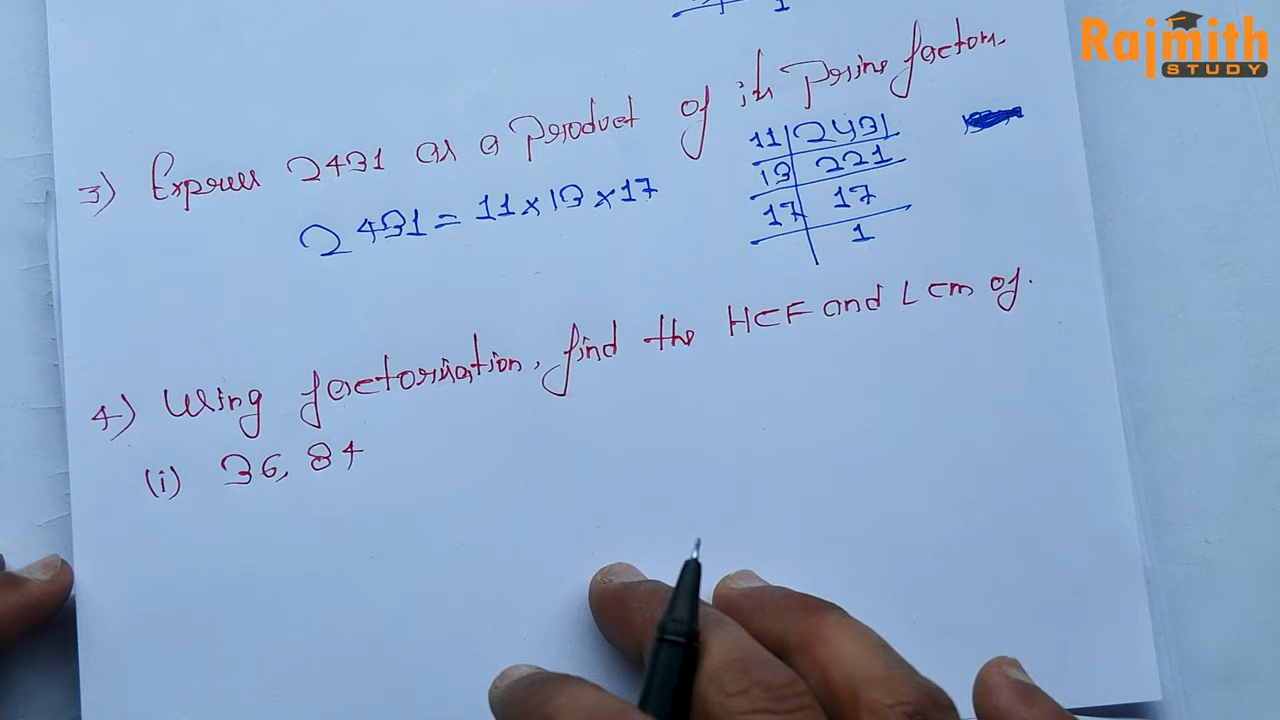 Rajmith
STUDY
1
3) Express 2431 as a product of its prime factors.
2431 = 11 × 13 × 17
11 2431
13 221
17 17
1
4) Using factorisation, find the HCF and LCM of.
(i) 36, 84